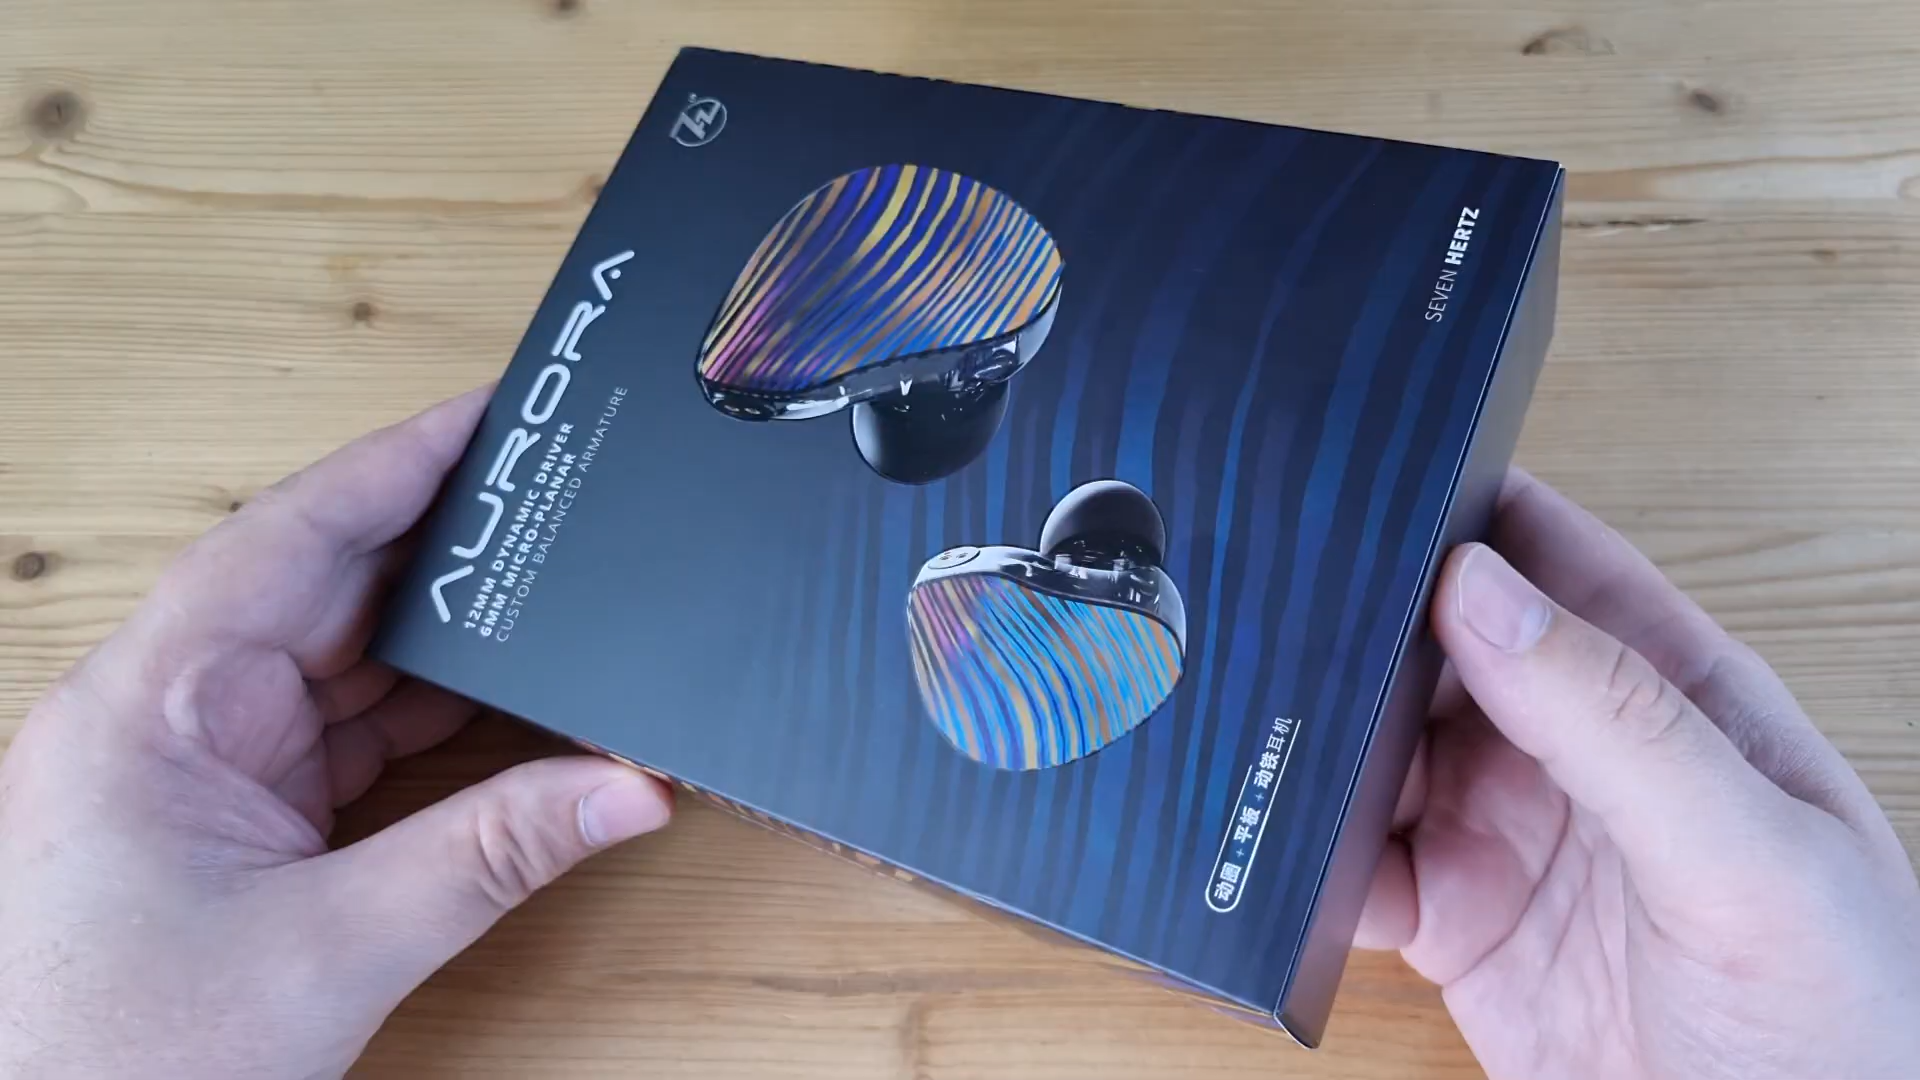 7Hz
AURORA
12MM DYNAMIC DRIVER
6MM MICRO-PLANAR
CUSTOM BALANCED ARMATURE
SEVEN HERTZ
动圈 + 平板 + 动铁耳机